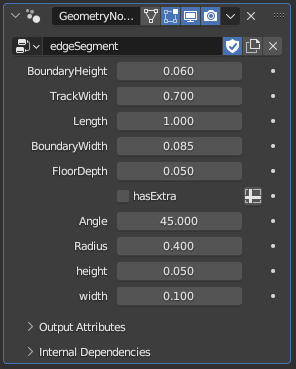 GeometryNo...
edgeSegment
BoundaryHeight 0.060
TrackWidth 0.700
Length 1.000
BoundaryWidth 0.085
FloorDepth 0.050
hasExtra
Angle 45.000
Radius 0.400
height 0.050
width 0.100
Output Attributes
Internal Dependencies